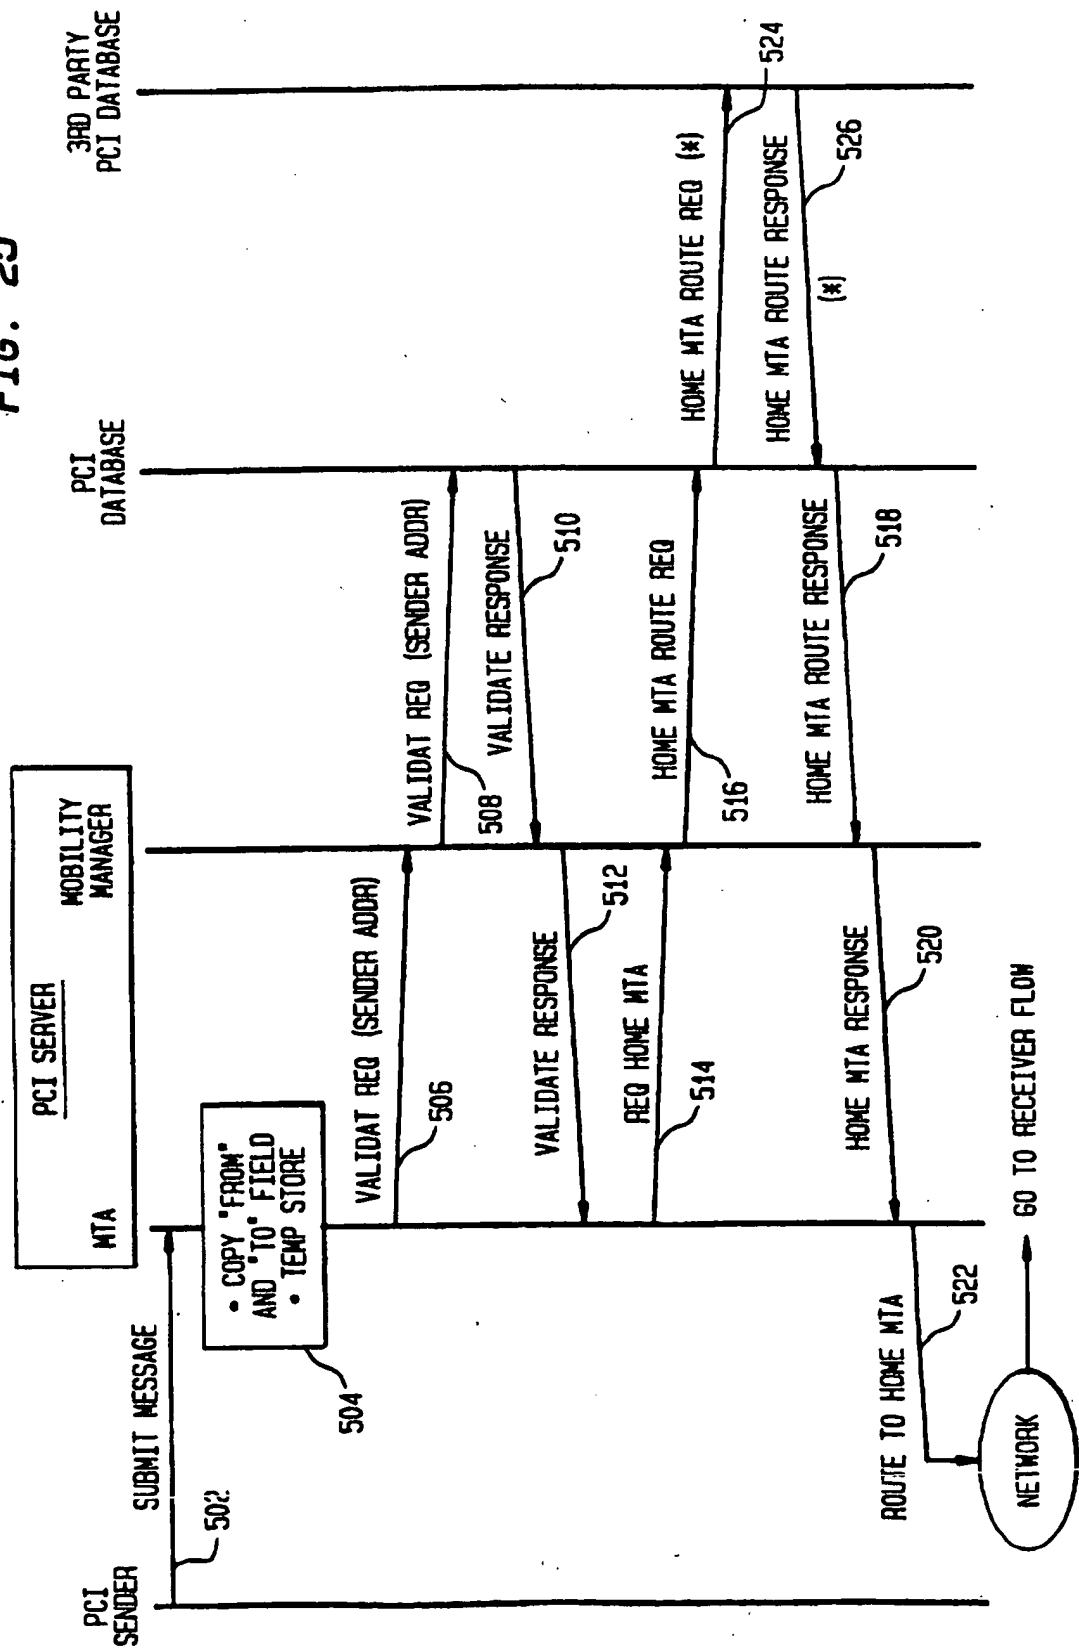 FIG. 25
PCI SERVER
PCI
SENDER
MTA
MOBILITY
MANAGER
PCI
DATABASE
3RD PARTY
PCI DATABASE
SUBMIT MESSAGE
502
• COPY "FROM"
AND "TO" FIELD
• TEMP STORE
504
VALIDAT REQ (SENDER ADDR)
506
VALIDAT REQ (SENDER ADDR)
508
VALIDATE RESPONSE
510
VALIDATE RESPONSE
512
REQ HOME MTA
514
HOME MTA ROUTE REQ
516
HOME MTA ROUTE REQ (*)
524
HOME MTA ROUTE RESPONSE
(*)
526
HOME MTA ROUTE RESPONSE
518
HOME MTA RESPONSE
520
ROUTE TO HOME MTA
522
NETWORK
GO TO RECEIVER FLOW